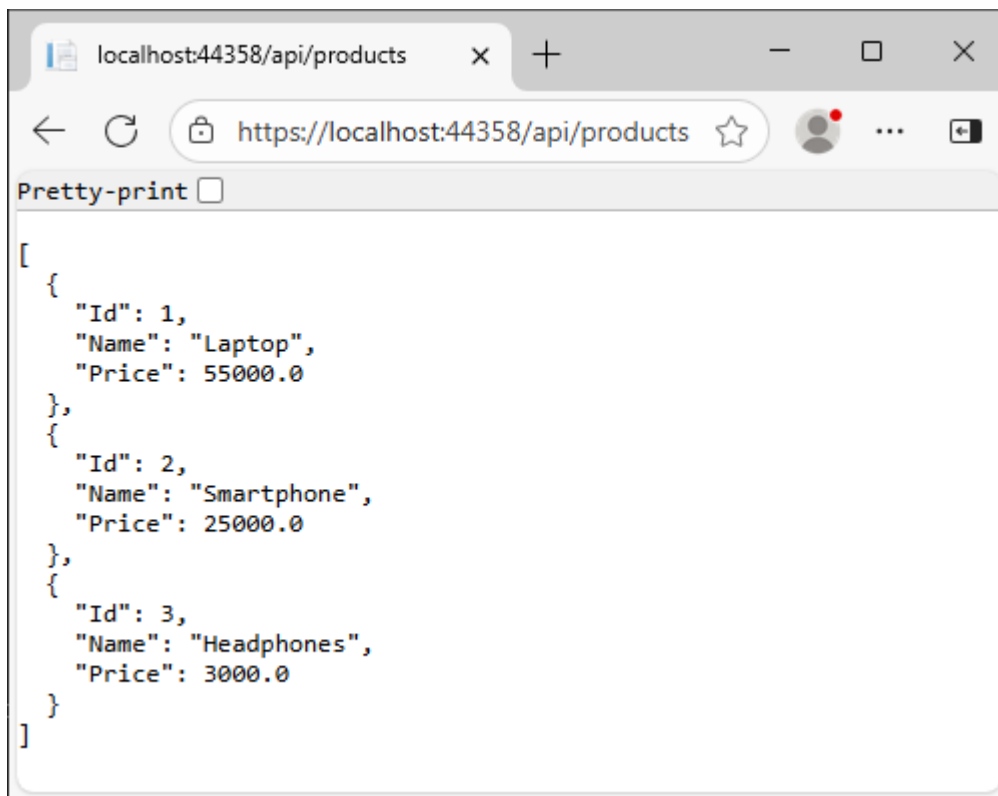 localhost:44358/api/products
https://localhost:44358/api/products
Pretty-print
[
  {
    "Id": 1,
    "Name": "Laptop",
    "Price": 55000.0
  },
  {
    "Id": 2,
    "Name": "Smartphone",
    "Price": 25000.0
  },
  {
    "Id": 3,
    "Name": "Headphones",
    "Price": 3000.0
  }
]